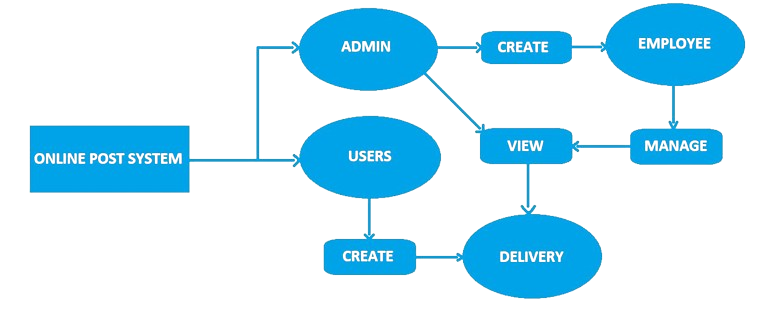 ADMIN
CREATE
EMPLOYEE
ONLINE POST SYSTEM
USERS
VIEW
MANAGE
CREATE
DELIVERY